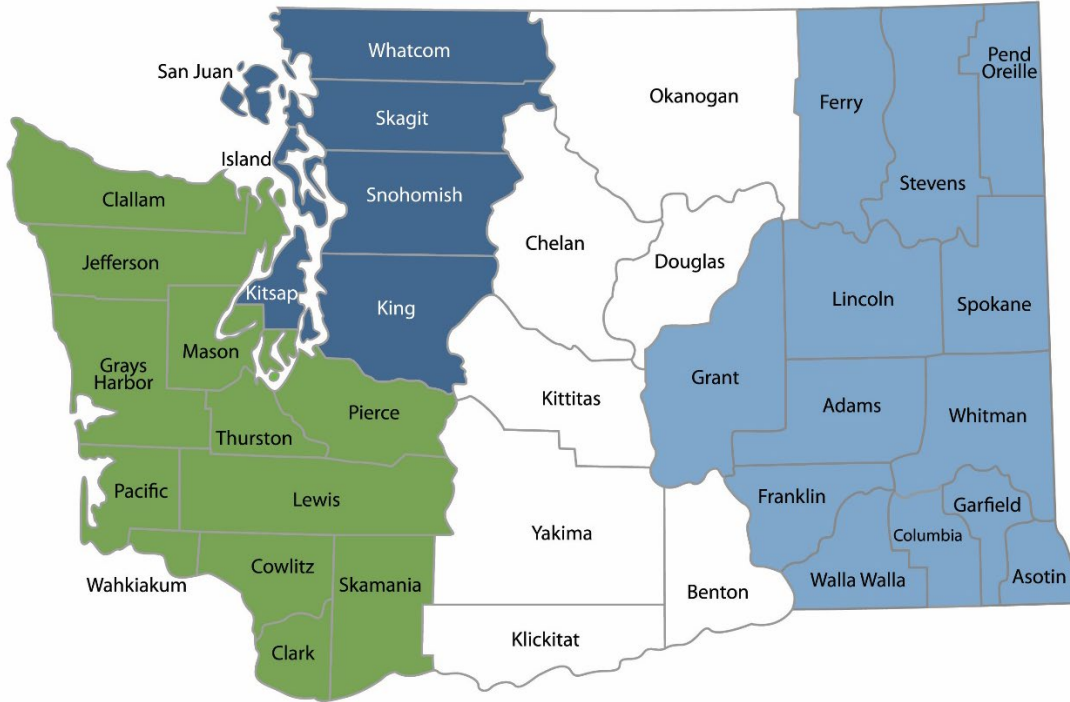 Whatcom
San Juan
Pend
Oreille
Okanogan
Ferry
Skagit
Island
Stevens
Clallam
Snohomish
Chelan
Douglas
Jefferson
Kitsap
King
Lincoln
Spokane
Mason
Grays
Harbor
Grant
Kittitas
Adams
Pierce
Whitman
Thurston
Pacific
Lewis
Franklin
Garfield
Yakima
Columbia
Cowlitz
Skamania
Wahkiakum
Benton
Walla Walla
Asotin
Klickitat
Clark